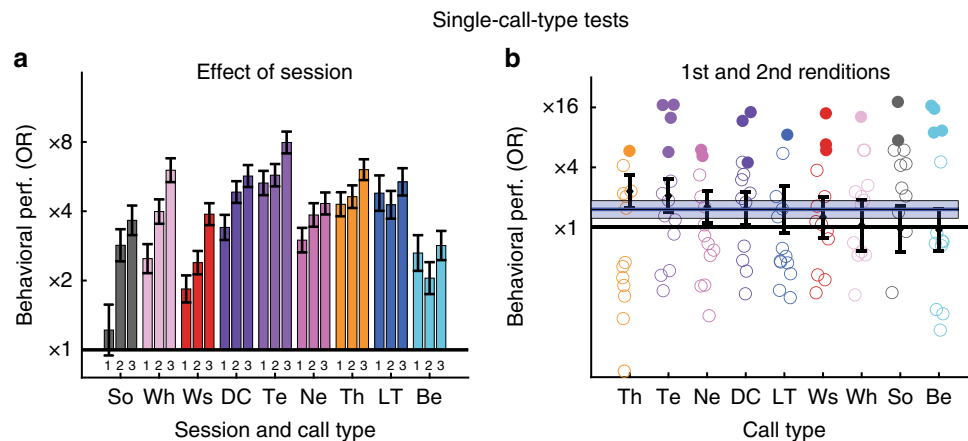 Single-call-type tests
a
Effect of session
Behavioral perf. (OR)
×8
×4
×2
×1
1 2 3 1 2 3 1 2 3 1 2 3 1 2 3 1 2 3 1 2 3 1 2 3 1 2 3
So Wh Ws DC Te Ne Th LT Be
Session and call type
b
1st and 2nd renditions
Behavioral perf. (OR)
×16
×4
×1
Th Te Ne DC LT Ws Wh So Be
Call type